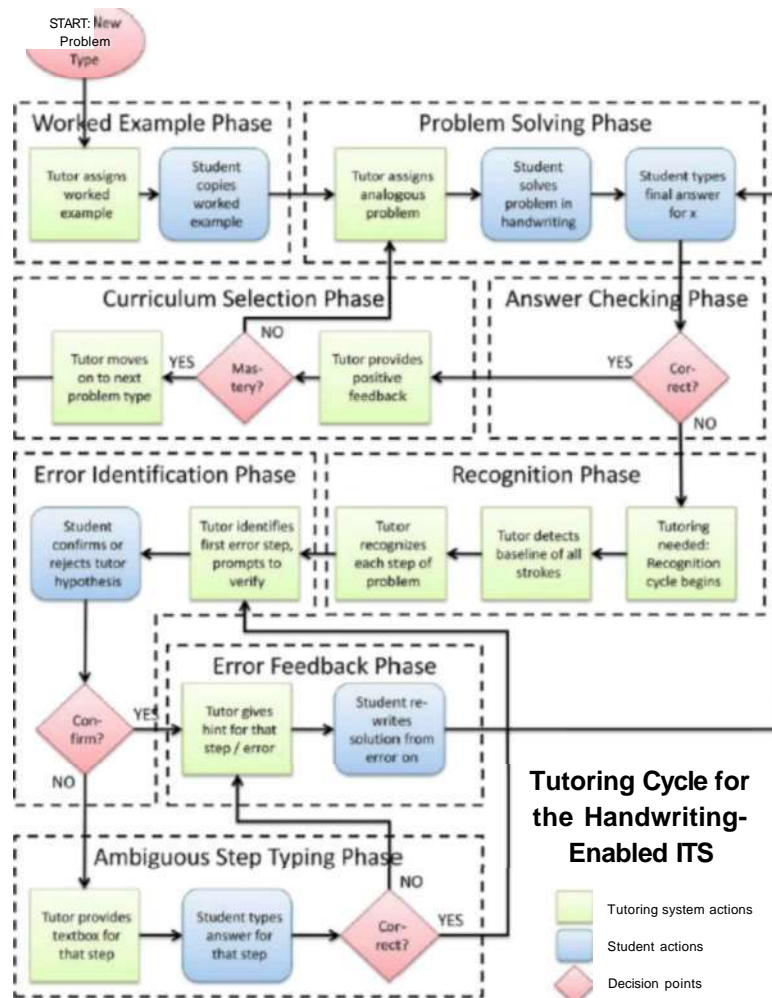 START: New
Problem
Type
Worked Example Phase
Tutor assigns
worked
example
Student
copies
worked
example
Problem Solving Phase
Tutor assigns
analogous
problem
Student
solves
problem in
handwriting
Student types
final answer
for x
Curriculum Selection Phase
Tutor moves
on to next
problem type
YES
Mas-
tery?
NO
Tutor provides
positive
feedback
Answer Checking Phase
YES
Cor-
rect?
NO
Error Identification Phase
Student
confirms or
rejects tutor
hypothesis
Tutor identifies
first error step,
prompts to
verify
Con-
firm?
YES
NO
Recognition Phase
Tutor
recognizes
each step of
problem
Tutor detects
baseline of all
strokes
Tutoring
needed:
Recognition
cycle begins
Error Feedback Phase
Tutor gives
hint for that
step / error
Student re-
writes
solution from
error on
Ambiguous Step Typing Phase
Tutor provides
textbox for
that step
Student types
answer for
that step
Cor-
rect?
NO
YES
Tutoring Cycle for
the Handwriting-
Enabled ITS
Tutoring system actions
Student actions
Decision points